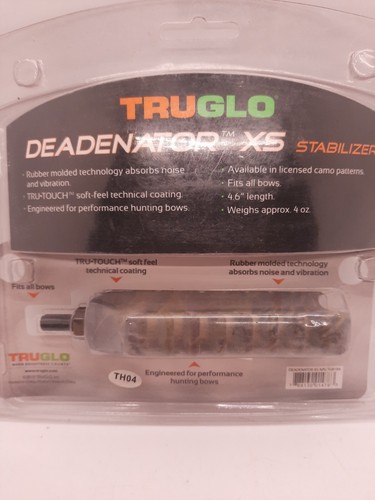 TRUGLO
DEADENATOR™ XS STABILIZER
· Rubber molded technology absorbs noise
and vibration.
· TRU•TOUCH™ soft-feel technical coating.
· Engineered for performance hunting bows.
· Available in licensed camo patterns.
· Fits all bows.
· 4.6" length.
· Weighs approx. 4 oz.
TRU•TOUCH™ soft feel
technical coating
Rubber molded technology
absorbs noise and vibration
Fits all bows
TRUGLO
TH04
Engineered for performance
hunting bows